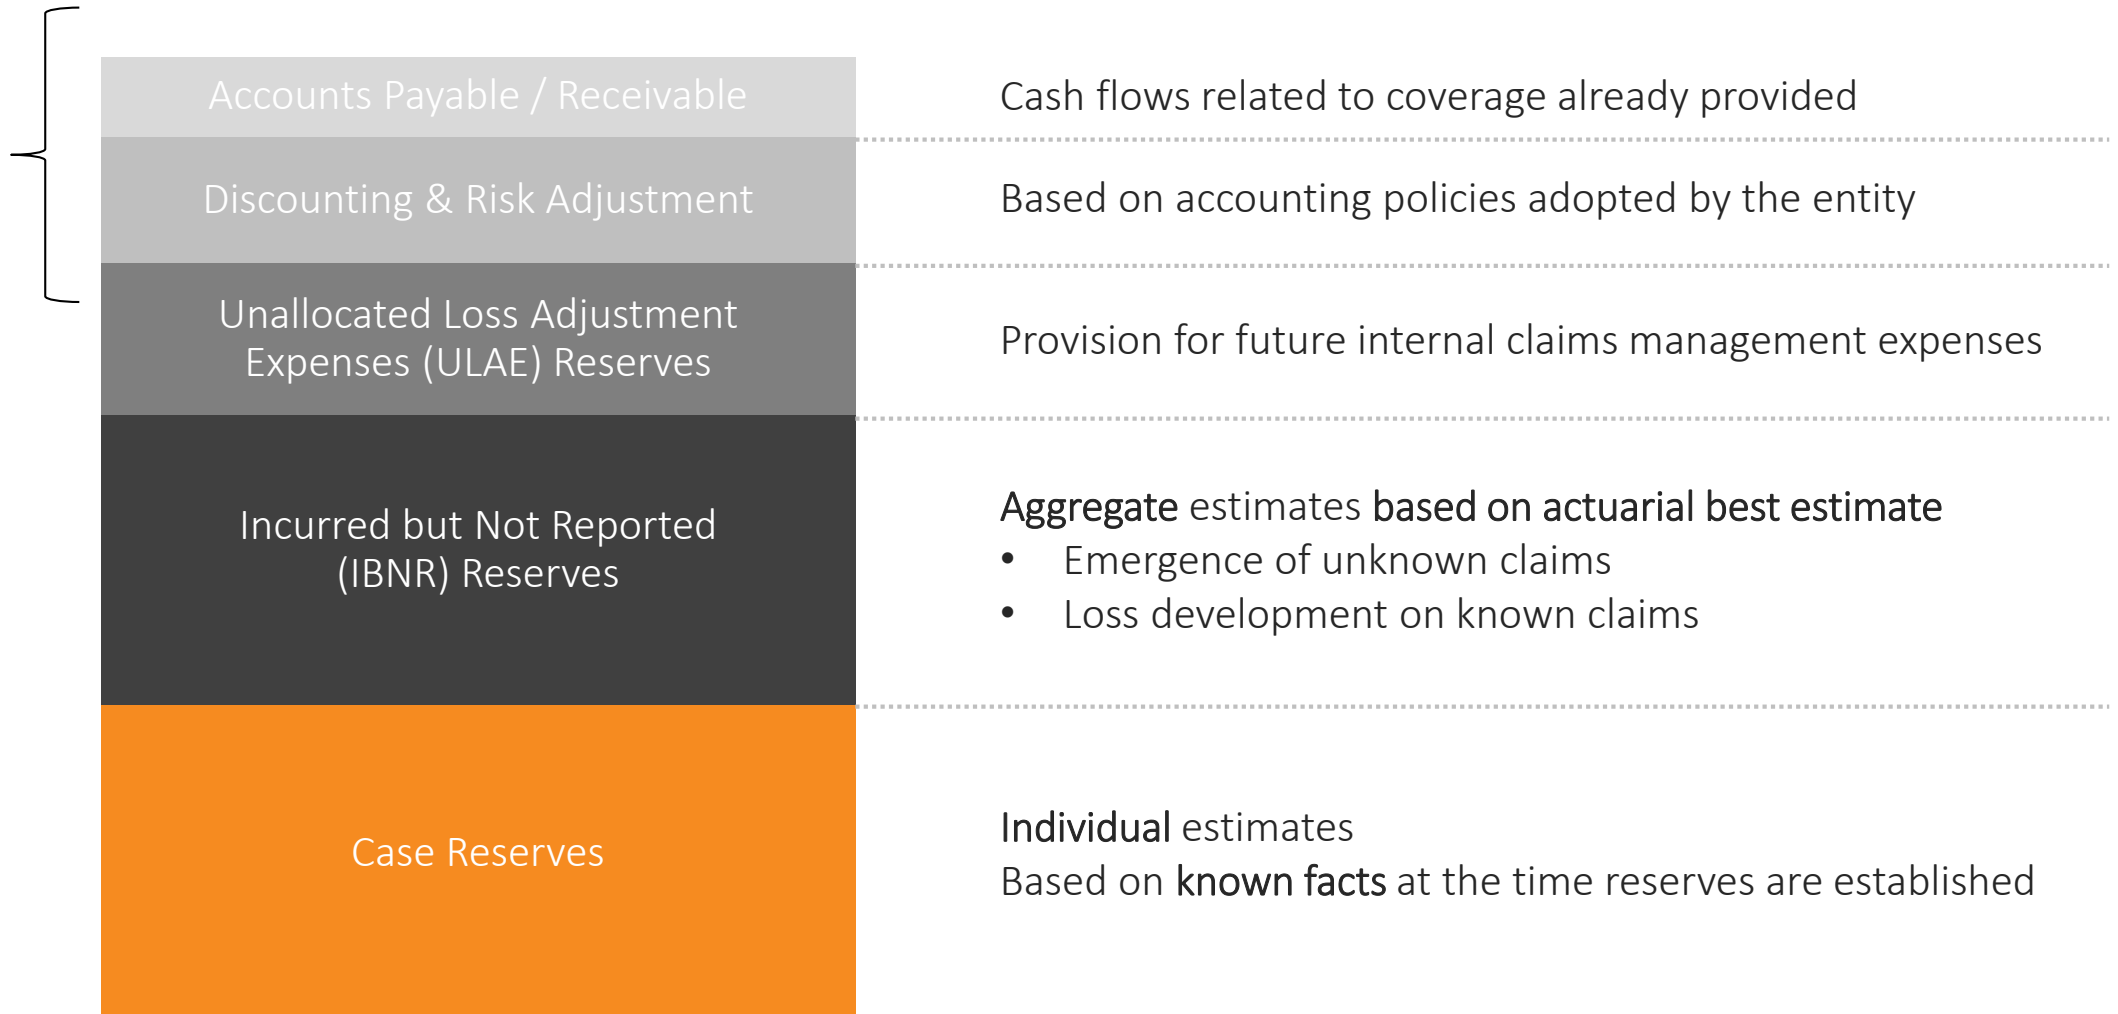 Accounts Payable / Receivable
Cash flows related to coverage already provided
Discounting & Risk Adjustment
Based on accounting policies adopted by the entity
Unallocated Loss Adjustment
Expenses (ULAE) Reserves
Provision for future internal claims management expenses
Incurred but Not Reported
(IBNR) Reserves
Aggregate estimates based on actuarial best estimate
• Emergence of unknown claims
• Loss development on known claims
Case Reserves
Individual estimates
Based on known facts at the time reserves are established